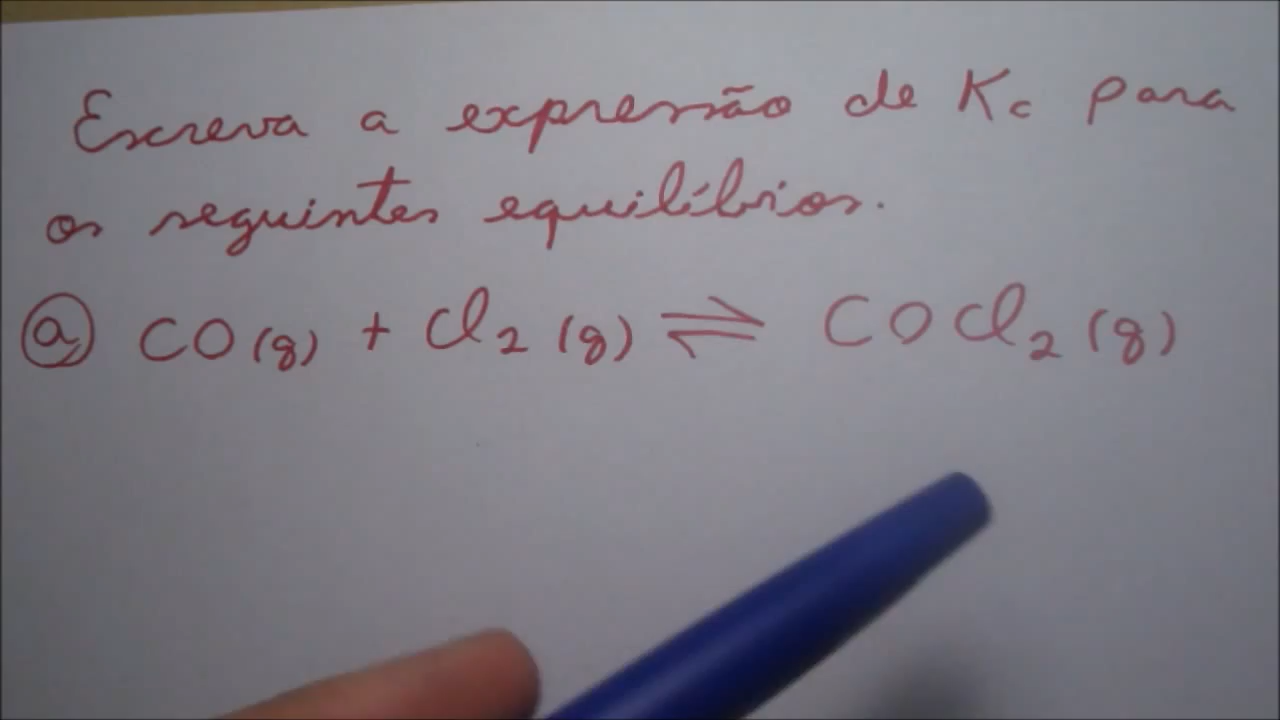 Escreva a expressão de Kc para
os seguintes equilíbrios.
a) CO(g) + Cl₂(g) ⇌ COCl₂(g)